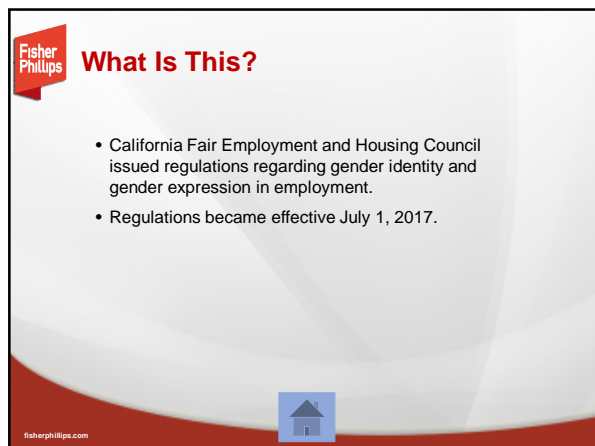 Fisher
Phillips
What Is This?
• California Fair Employment and Housing Council
issued regulations regarding gender identity and
gender expression in employment.
• Regulations became effective July 1, 2017.
fisherphillips.com